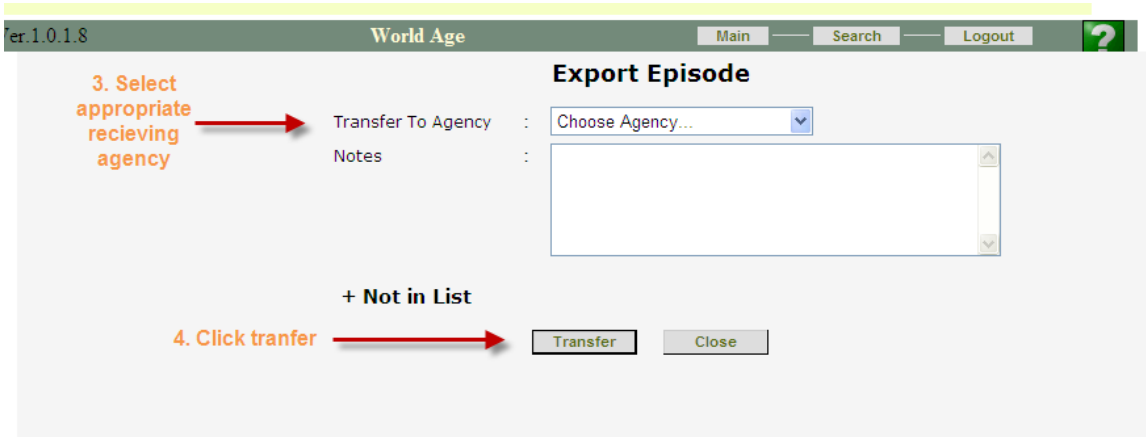 Ver.1.0.1.8 World Age Main Search Logout ?
Export Episode
3. Select
appropriate
recieving
agency
Transfer To Agency : Choose Agency...
Notes :
+ Not in List
4. Click tranfer
Transfer Close